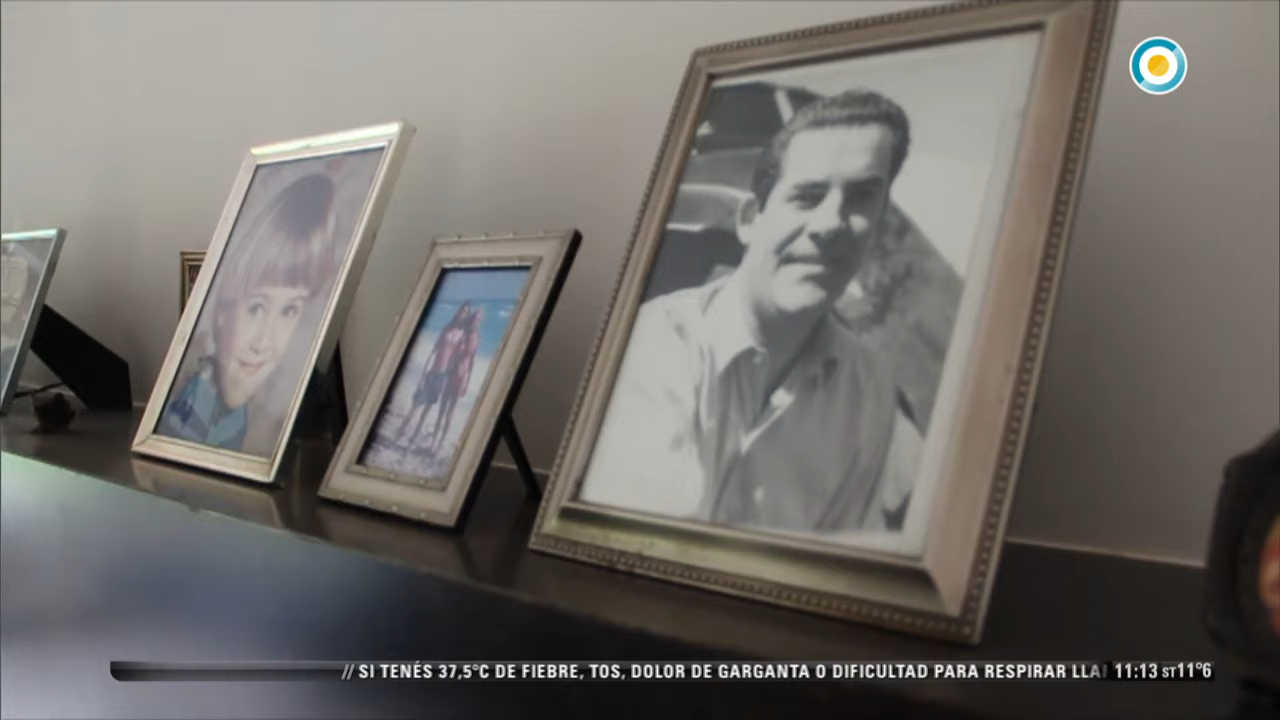 // SI TENÉS 37,5°C DE FIEBRE, TOS, DOLOR DE GARGANTA O DIFICULTAD PARA RESPIRAR 11:13 ST 11°6